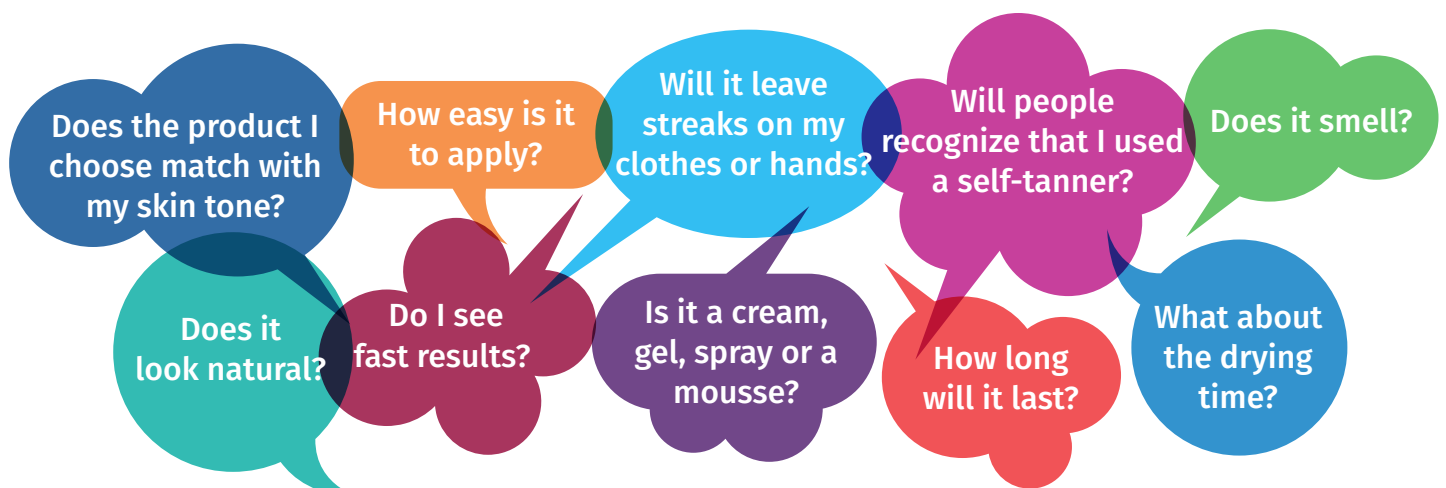 Does the product I
choose match with
my skin tone?
How easy is it
to apply?
Will it leave
streaks on my
clothes or hands?
Will people
recognize that I used
a self-tanner?
Does it smell?
Does it
look natural?
Do I see
fast results?
Is it a cream,
gel, spray or a
mousse?
How long
will it last?
What about
the drying
time?